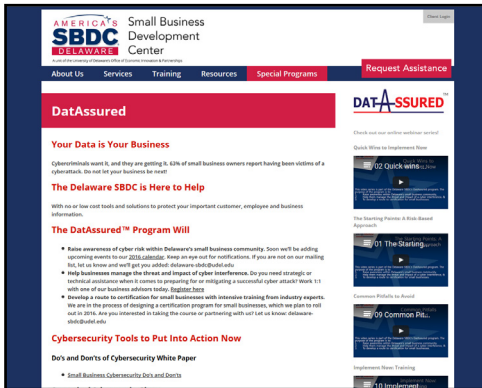 AMERICA'S
SBDC
DELAWARE
Small Business
Development
Center
A unit of the University of Delaware's Office of Economic Innovation & Partnerships
Client Login
Request Assistance
About Us Services Training Resources Special Programs
DatAssured
Your Data is Your Business
Cybercriminals want it, and they are getting it. 63% of small business owners report having been victims of a
cyberattack. Do not let your business be next!
The Delaware SBDC is Here to Help
With no or low cost tools and solutions to protect your important customer, employee and business
information.
The DatAssured™ Program Will
Raise awareness of cyber risk within Delaware's small business community. Soon we'll be adding
upcoming events to our 2016 calendar. Keep an eye out for notifications. If you are not on our mailing
list, let us know and we'll get you added: delaware-sbdc@udel.edu
Help businesses manage the threat and impact of cyber interference. Do you need strategic or
technical assistance when it comes to preparing for or mitigating a successful cyber attack? Work 1:1
with one of our business advisors today. Register here
Develop a route to certification for small businesses with intensive training from industry experts.
We are in the process of designing a certification program for small businesses, which we plan to roll
out in 2016. Are you interested in taking the course or partnering with us? Let us know: delaware-
sbdc@udel.edu
Cybersecurity Tools to Put Into Action Now
Do's and Don'ts of Cybersecurity White Paper
Small Business Cybersecurity Do's and Don'ts
DAT-A-SSURED™
Check out our online webinar series!
Quick Wins to Implement Now
02 Quick wins
The Starting Points: A Risk-Based
Approach
01 The Starting...
Common Pitfalls to Avoid
09 Common Pit...
Implement Now: Training
10 Implement